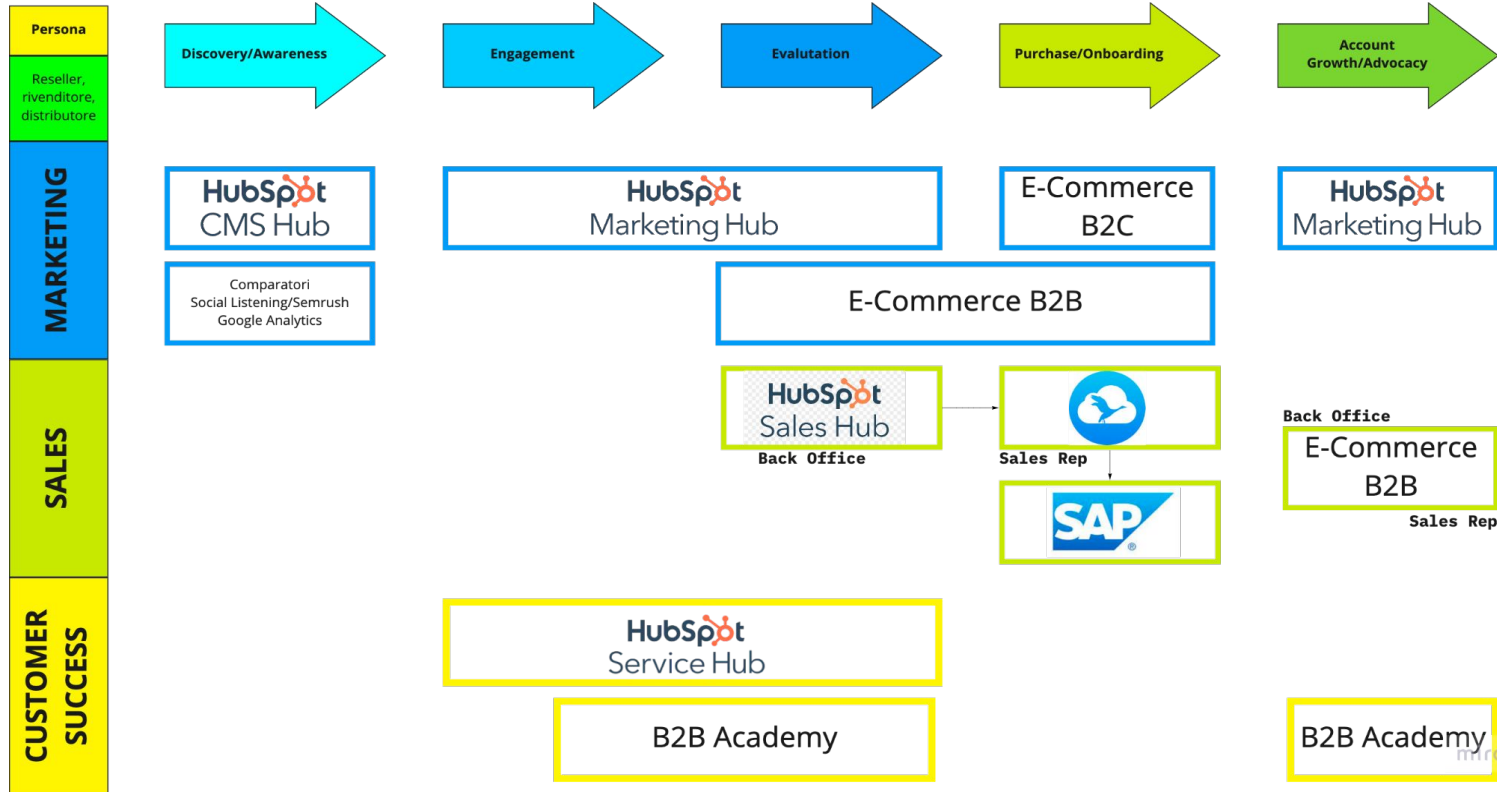 Persona
Discovery/Awareness
Engagement
Evalutation
Purchase/Onboarding
Account
Growth/Advocacy
Reseller,
rivenditore,
distributore
MARKETING
HubSpot
CMS Hub
HubSpot
Marketing Hub
E-Commerce
B2C
HubSpot
Marketing Hub
Comparatori
Social Listening/Semrush
Google Analytics
E-Commerce B2B
SALES
HubSpot
Sales Hub
Back Office
Sales Rep
SAP®
Back Office
E-Commerce
B2B
Sales Rep
CUSTOMER
SUCCESS
HubSpot
Service Hub
B2B Academy
B2B Academy
miro